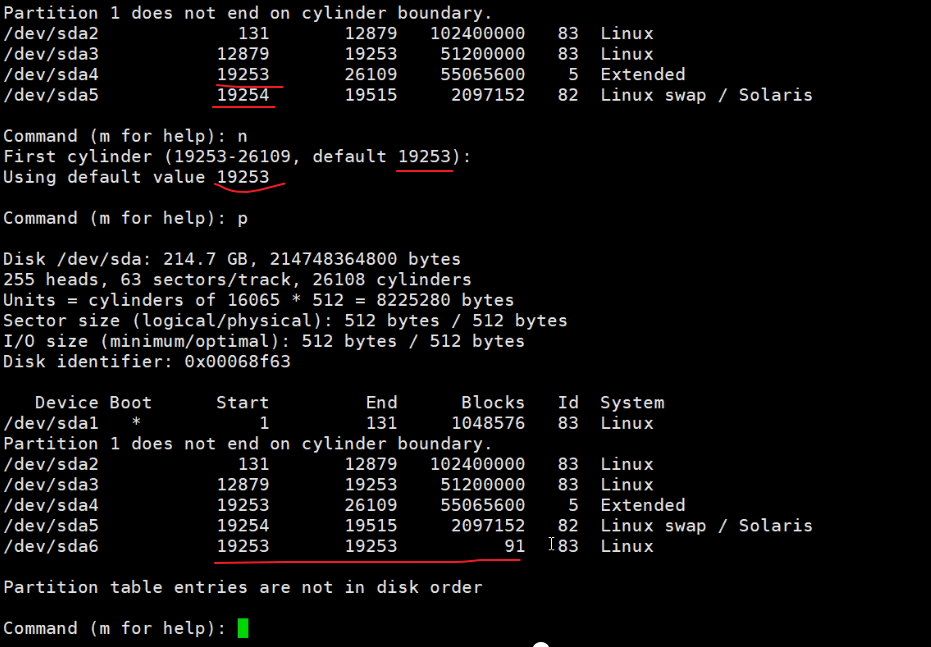 Partition 1 does not end on cylinder boundary.
/dev/sda2             131       12879   102400000   83  Linux
/dev/sda3           12879       19253    51200000   83  Linux
/dev/sda4           19253       26109    55065600    5  Extended
/dev/sda5           19254       19515     2097152   82  Linux swap / Solaris
Command (m for help): n
First cylinder (19253-26109, default 19253):
Using default value 19253
Command (m for help): p
Disk /dev/sda: 214.7 GB, 214748364800 bytes
255 heads, 63 sectors/track, 26108 cylinders
Units = cylinders of 16065 * 512 = 8225280 bytes
Sector size (logical/physical): 512 bytes / 512 bytes
I/O size (minimum/optimal): 512 bytes / 512 bytes
Disk identifier: 0x00068f63
   Device Boot      Start         End      Blocks   Id  System
/dev/sda1   *           1         131     1048576   83  Linux
Partition 1 does not end on cylinder boundary.
/dev/sda2             131       12879   102400000   83  Linux
/dev/sda3           12879       19253    51200000   83  Linux
/dev/sda4           19253       26109    55065600    5  Extended
/dev/sda5           19254       19515     2097152   82  Linux swap / Solaris
/dev/sda6           19253       19253          91   83  Linux
Partition table entries are not in disk order
Command (m for help):